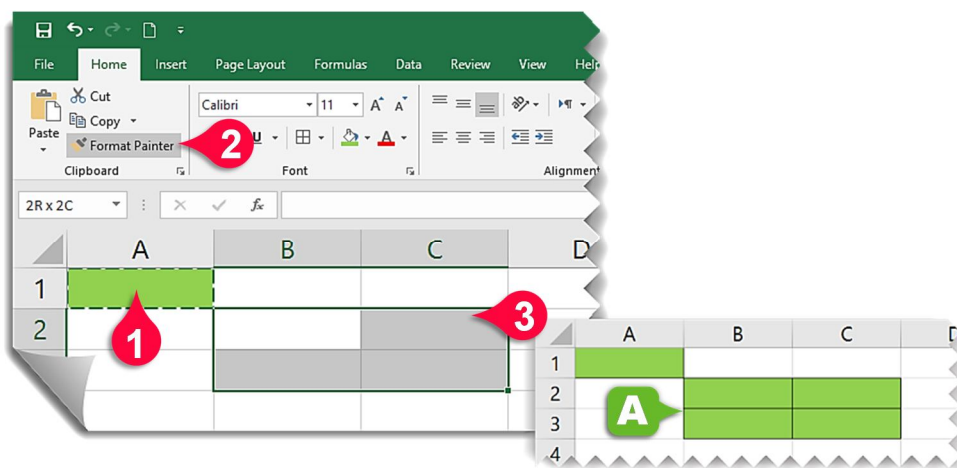 File Home Insert Page Layout Formulas Data Review View Help
Cut
Calibri 11 A A
Copy
Paste
Format Painter
2
U A
Clipboard Font Alignment
2R x 2C fx
A B C D
1
2
1
3
A B C
1
2
A
3
4